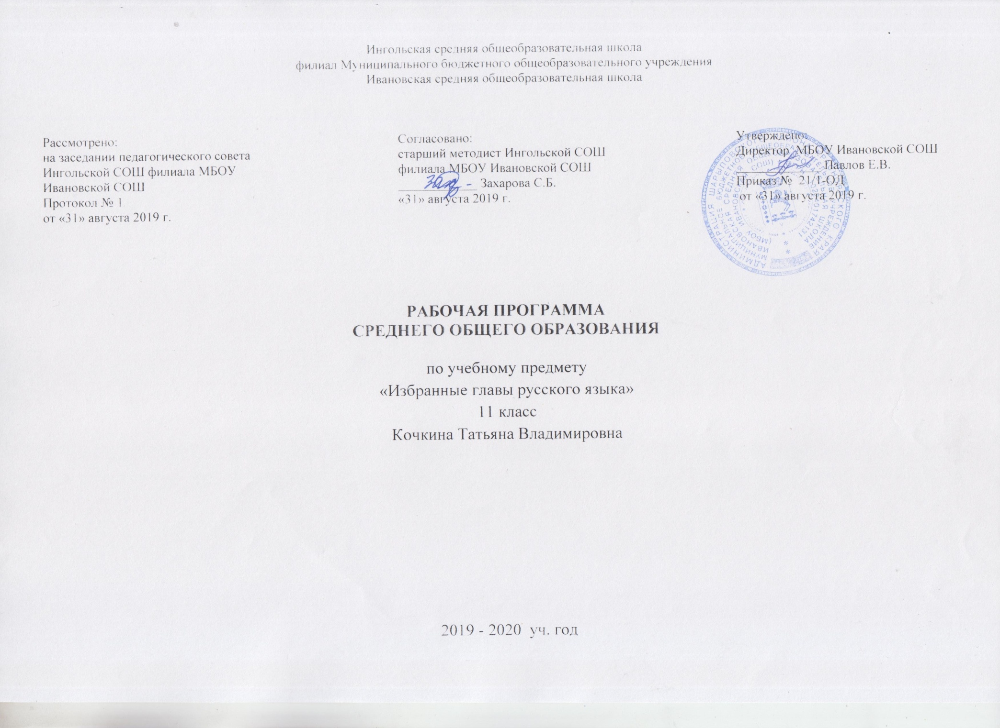 Ингольская средняя общеобразовательная школа
филиал Муниципального бюджетного общеобразовательного учреждения
Ивановская средняя общеобразовательная школа
Рассмотрено:
на заседании педагогического совета
Ингольской СОШ филиала МБОУ
Ивановской СОШ
Протокол № 1
от «31» августа 2019 г.
Согласовано:
старший методист Ингольской СОШ
филиала МБОУ Ивановской СОШ
Захарова С.Б.
«31» августа 2019 г.
Утверждено:
Директор МБОУ Ивановской СОШ
Павлов Е.В.
Приказ № 21/1-ОД
от «31» августа 2019 г.
РАБОЧАЯ ПРОГРАММА
СРЕДНЕГО ОБЩЕГО ОБРАЗОВАНИЯ
по учебному предмету
«Избранные главы русского языка»
11 класс
Кочкина Татьяна Владимировна
2019 - 2020 уч. год